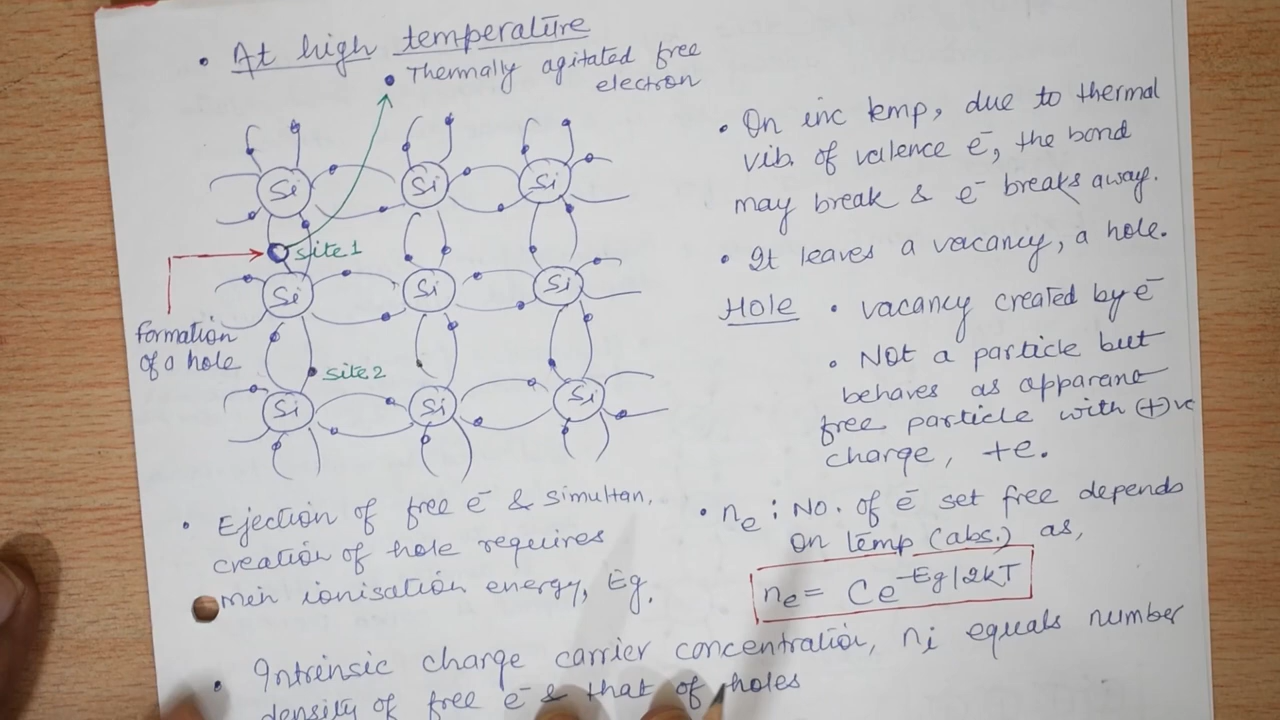 • At high temperature
• Thermally agitated free
electron
Si Si Si
site1
Si Si Si
formation
of a hole
site2
Si Si Si
• On inc temp, due to thermal
vib. of valence e⁻, the bond
may break & e⁻ breaks away.
• It leaves a vacancy, a hole.
Hole • vacancy created by e⁻
• NOT a particle but
behaves as apparent
free particle with (+)ve
charge, +e.
• Ejection of free e⁻ & simultan.
creation of hole requires
min ionisation energy, Eg.
• nₑ : No. of e⁻ set free depends
on temp (abs.) as,
nₑ = Ce^-Eg/2kT
• Intrinsic charge carrier concentration, nᵢ equals number
density of free e⁻ & that of holes